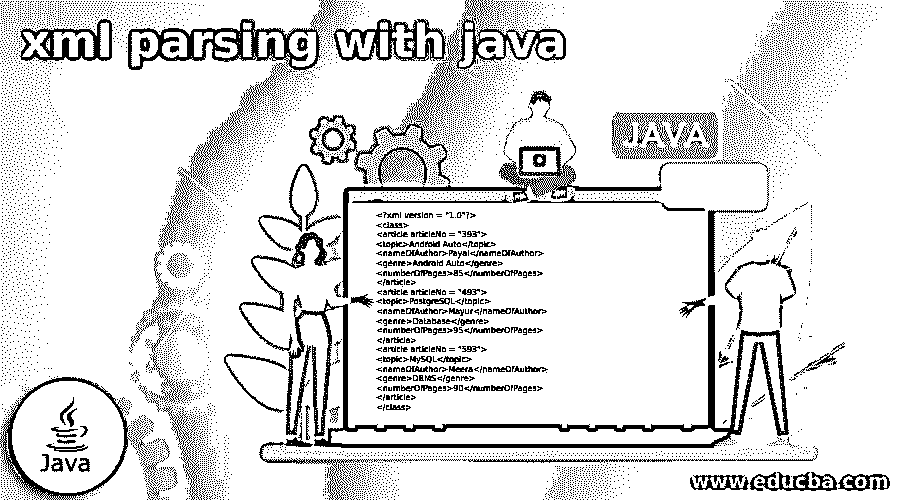 xml parsing with java
JAVA
<?xml version = "1.0"?>
<class>
<article articleNo = "393">
<topic>Android Auto</topic>
<nameOfAuthor>Payal</nameOfAuthor>
<genre>Android Auto</genre>
<numberOfPages>85</numberOfPages>
</article>
<article articleNo = "493">
<topic>PostgreSQL</topic>
<nameOfAuthor>Mayur</nameOfAuthor>
<genre>Database</genre>
<numberOfPages>95</numberOfPages>
</article>
<article articleNo = "593">
<topic>MySQL</topic>
<nameOfAuthor>Meera</nameOfAuthor>
<genre>DBMS</genre>
<numberOfPages>90</numberOfPages>
</article>
</class>
Java
www.educba.com